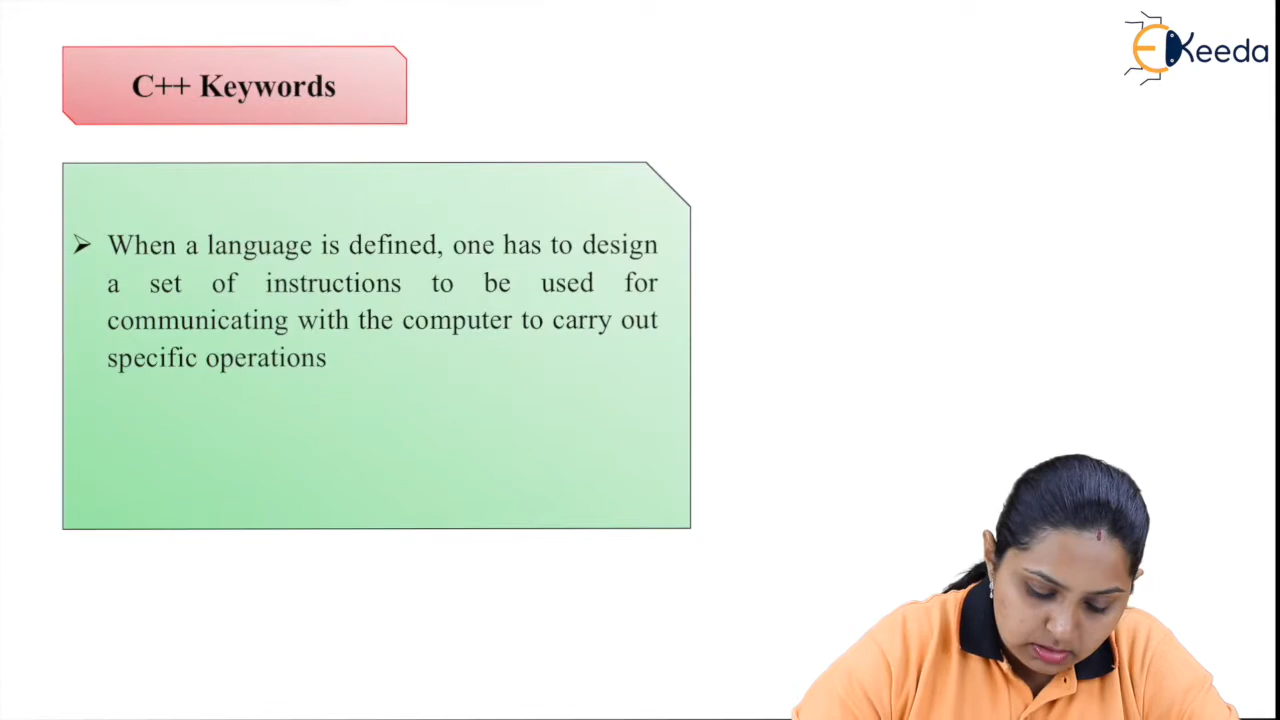 EKeeda
C++ Keywords
➢ When a language is defined, one has to design
a set of instructions to be used for
communicating with the computer to carry out
specific operations